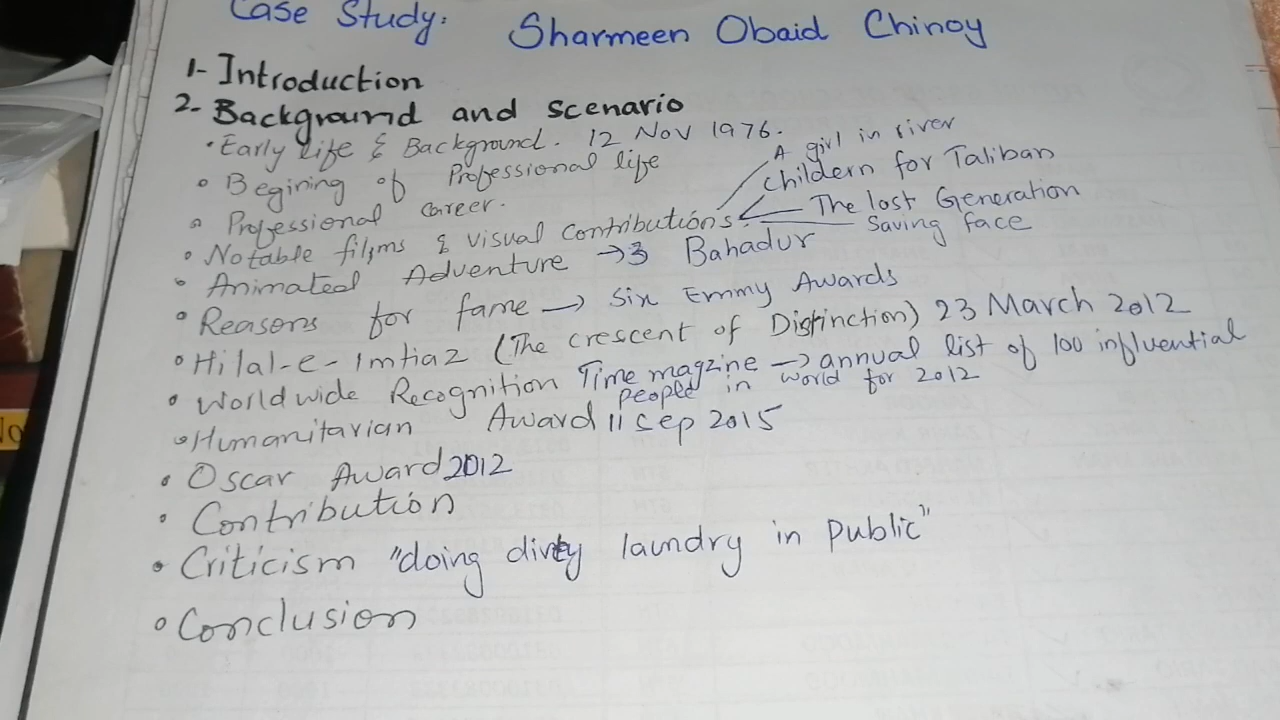 Case Study: Sharmeen Obaid Chinoy
1- Introduction
2- Background and scenario
• Early life & Background. 12 Nov 1976.
• Begining of Professional life
• Professional career.
• Notable films & visual contributions.
A girl in river
Childern for Taliban
The lost Generation
Saving face
• Animated Adventure → 3 Bahadur
• Reasons for fame → Six Emmy Awards
• Hilal-e-Imtiaz (The crescent of Distinction) 23 March 2012
• Worldwide Recognition Time magzine → annual list of 100 influential
people in world for 2012
• Humanitarian Award 11 Sep 2015
• Oscar Award 2012
• Contribution
• Criticism "doing dirty laundry in public"
• Conclusion